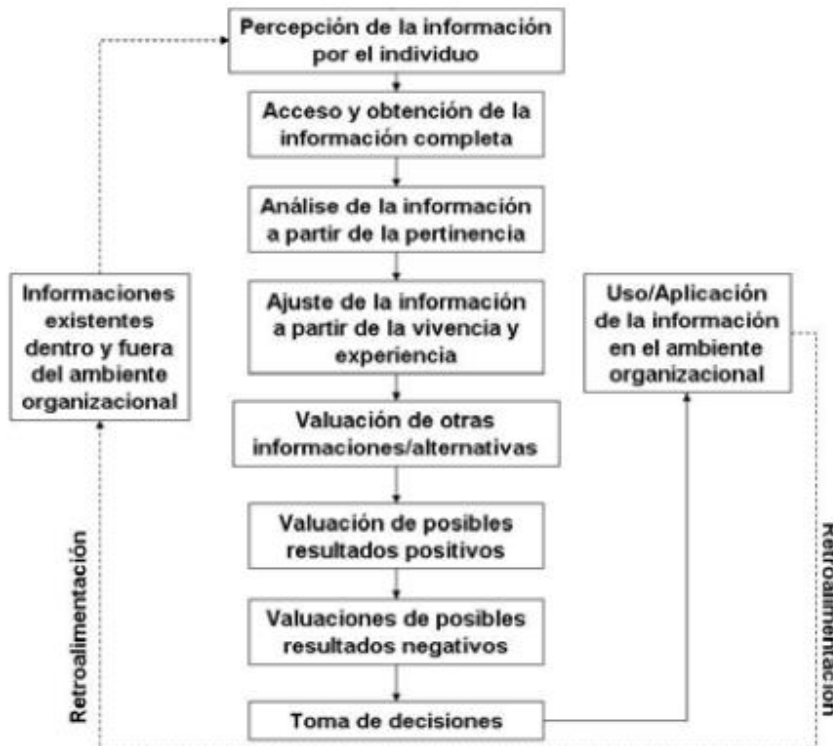 Percepción de la información
por el individuo
Acceso y obtención de la
información completa
Análise de la información
a partir de la pertinencia
Ajuste de la información
a partir de la vivencia y
experiencia
Valuación de otras
informaciones/alternativas
Valuación de posibles
resultados positivos
Valuaciones de posibles
resultados negativos
Toma de decisiones
Informaciones
existentes
dentro y fuera
del ambiente
organizacional
Uso/Aplicación
de la información
en el ambiente
organizacional
Retroalimentación
Retroalimentación